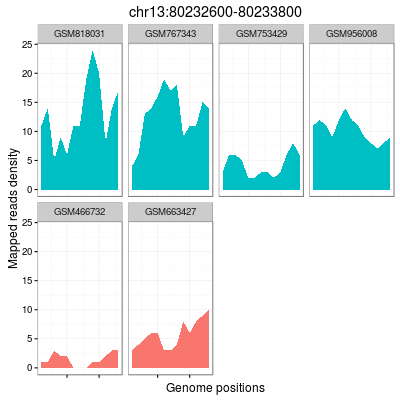 chr13:80232600-80233800
GSM818031 GSM767343 GSM753429 GSM956008
25
20
15
10
5
0
Mapped reads density
GSM466732 GSM663427
25
20
15
10
5
0
Genome positions